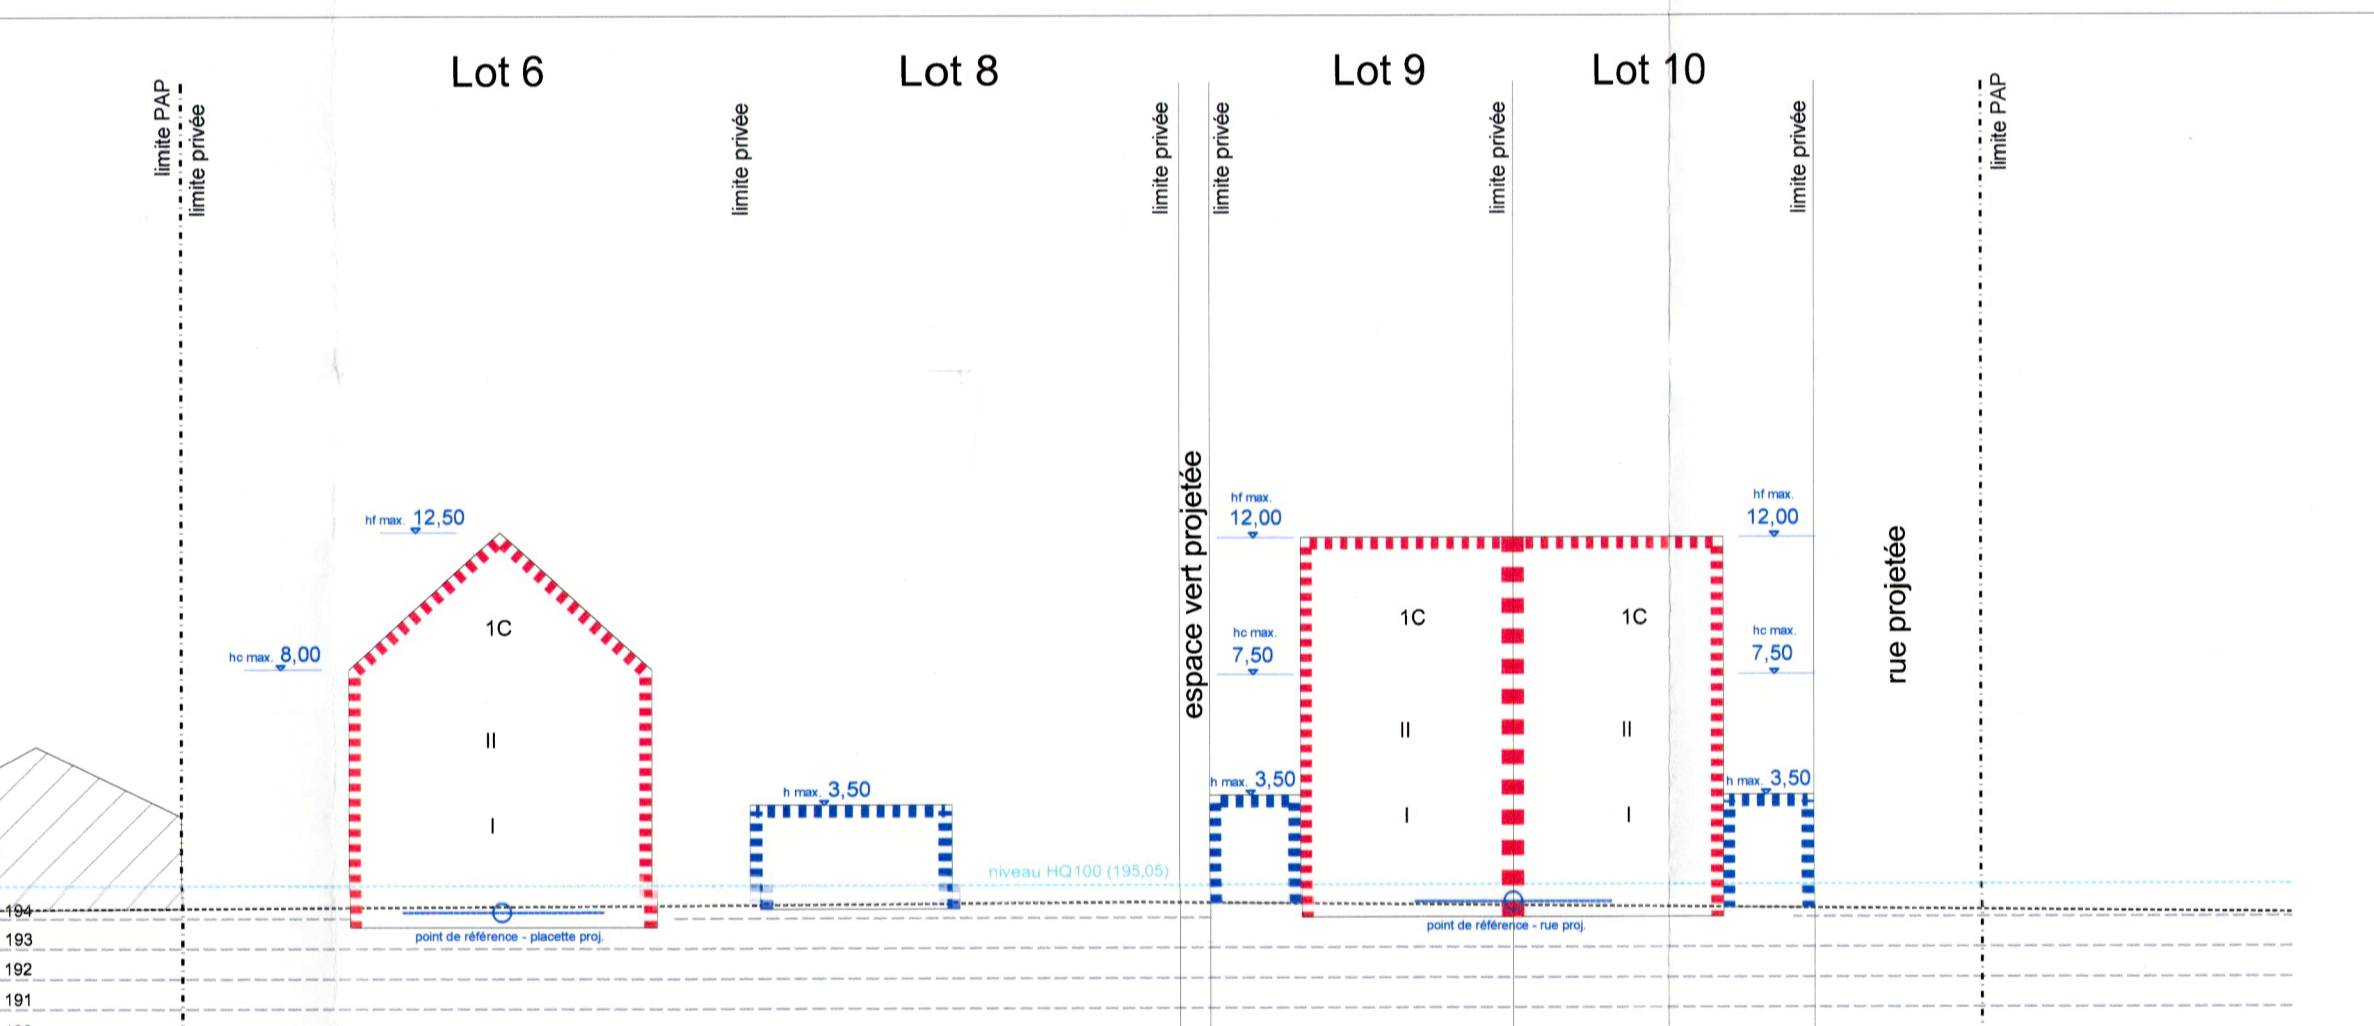 Lot 6
Lot 8
Lot 9
Lot 10
limite PAP
limite privée
limite privée
limite privée
limite privée
limite privée
limite privée
limite PAP
espace vert projetée
rue projetée
hf max. 12,50
hc max. 8,00
1C
II
I
h max. 3,50
niveau HQ100 (195,05)
hf max.
12,00
hc max.
7,50
h max. 3,50
1C
II
I
1C
II
I
hf max.
12,00
hc max.
7,50
h max. 3,50
point de référence - placette proj.
point de référence - rue proj.
194
193
192
191